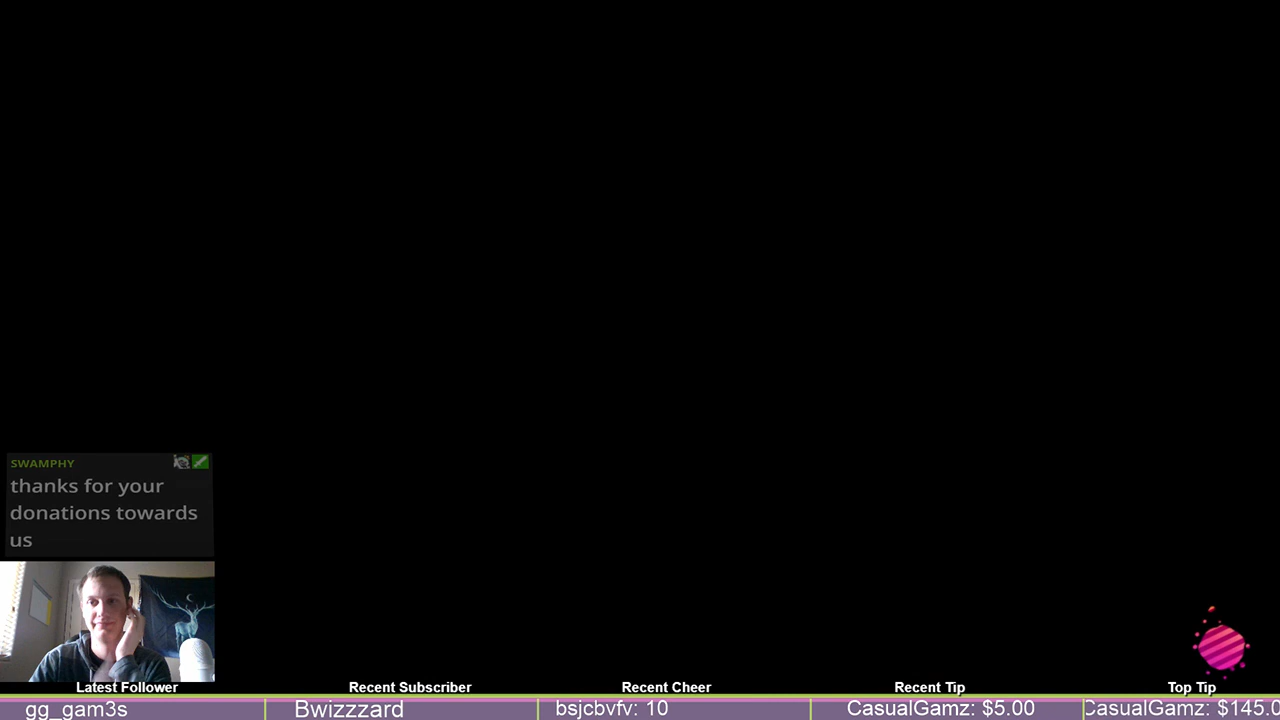 SWAMPHY
thanks for your
donations towards
us
Latest Follower
Recent Subscriber
Recent Cheer
Recent Tip
Top Tip
gg_gam3s
Bwizzzard
bsjcbvfv: 10
CasualGamz: $5.00
CasualGamz: $145.0